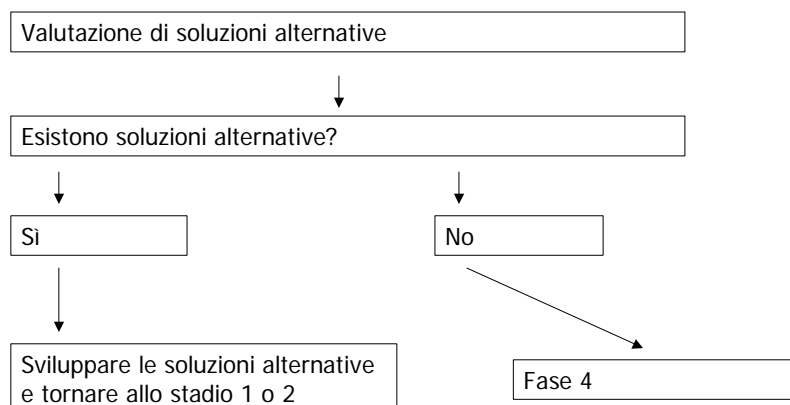 Valutazione di soluzioni alternative
Esistono soluzioni alternative?
Sì
No
Sviluppare le soluzioni alternative
e tornare allo stadio 1 o 2
Fase 4